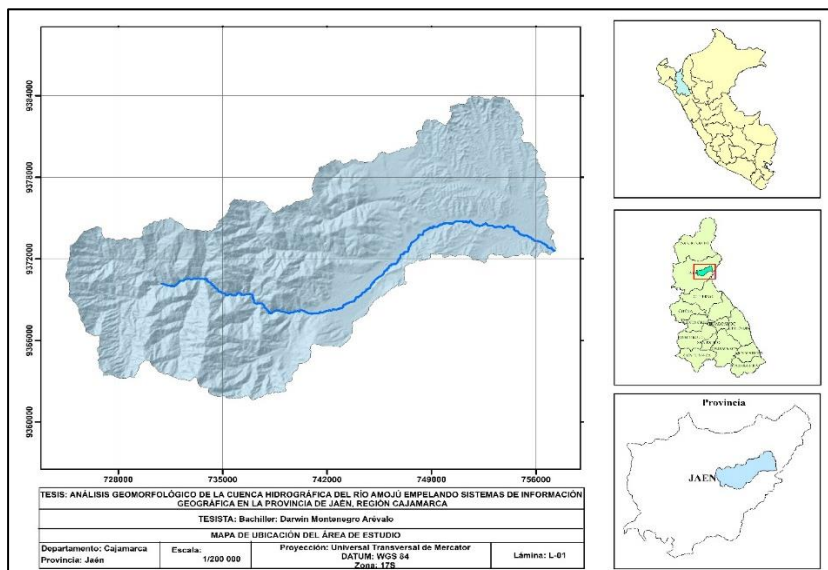 9384000
9378000
9372000
9366000
9360000
728000 735000 742000 749000 756000
TESIS: ANÁLISIS GEOMORFOLÓGICO DE LA CUENCA HIDROGRÁFICA DEL RÍO AMOJÚ EMPELANDO SISTEMAS DE INFORMACIÓN
GEOGRÁFICA EN LA PROVINCIA DE JAÉN, REGIÓN CAJAMARCA
TESISTA: Bachiller: Darwin Montenegro Arévalo
MAPA DE UBICACIÓN DEL ÁREA DE ESTUDIO
Departamento: Cajamarca
Provincia: Jaén
Escala:
1/200 000
Proyección: Universal Transversal de Mercator
DATUM: WGS 84
Zona: 17S
Lámina: L-01
Provincia
JAEN